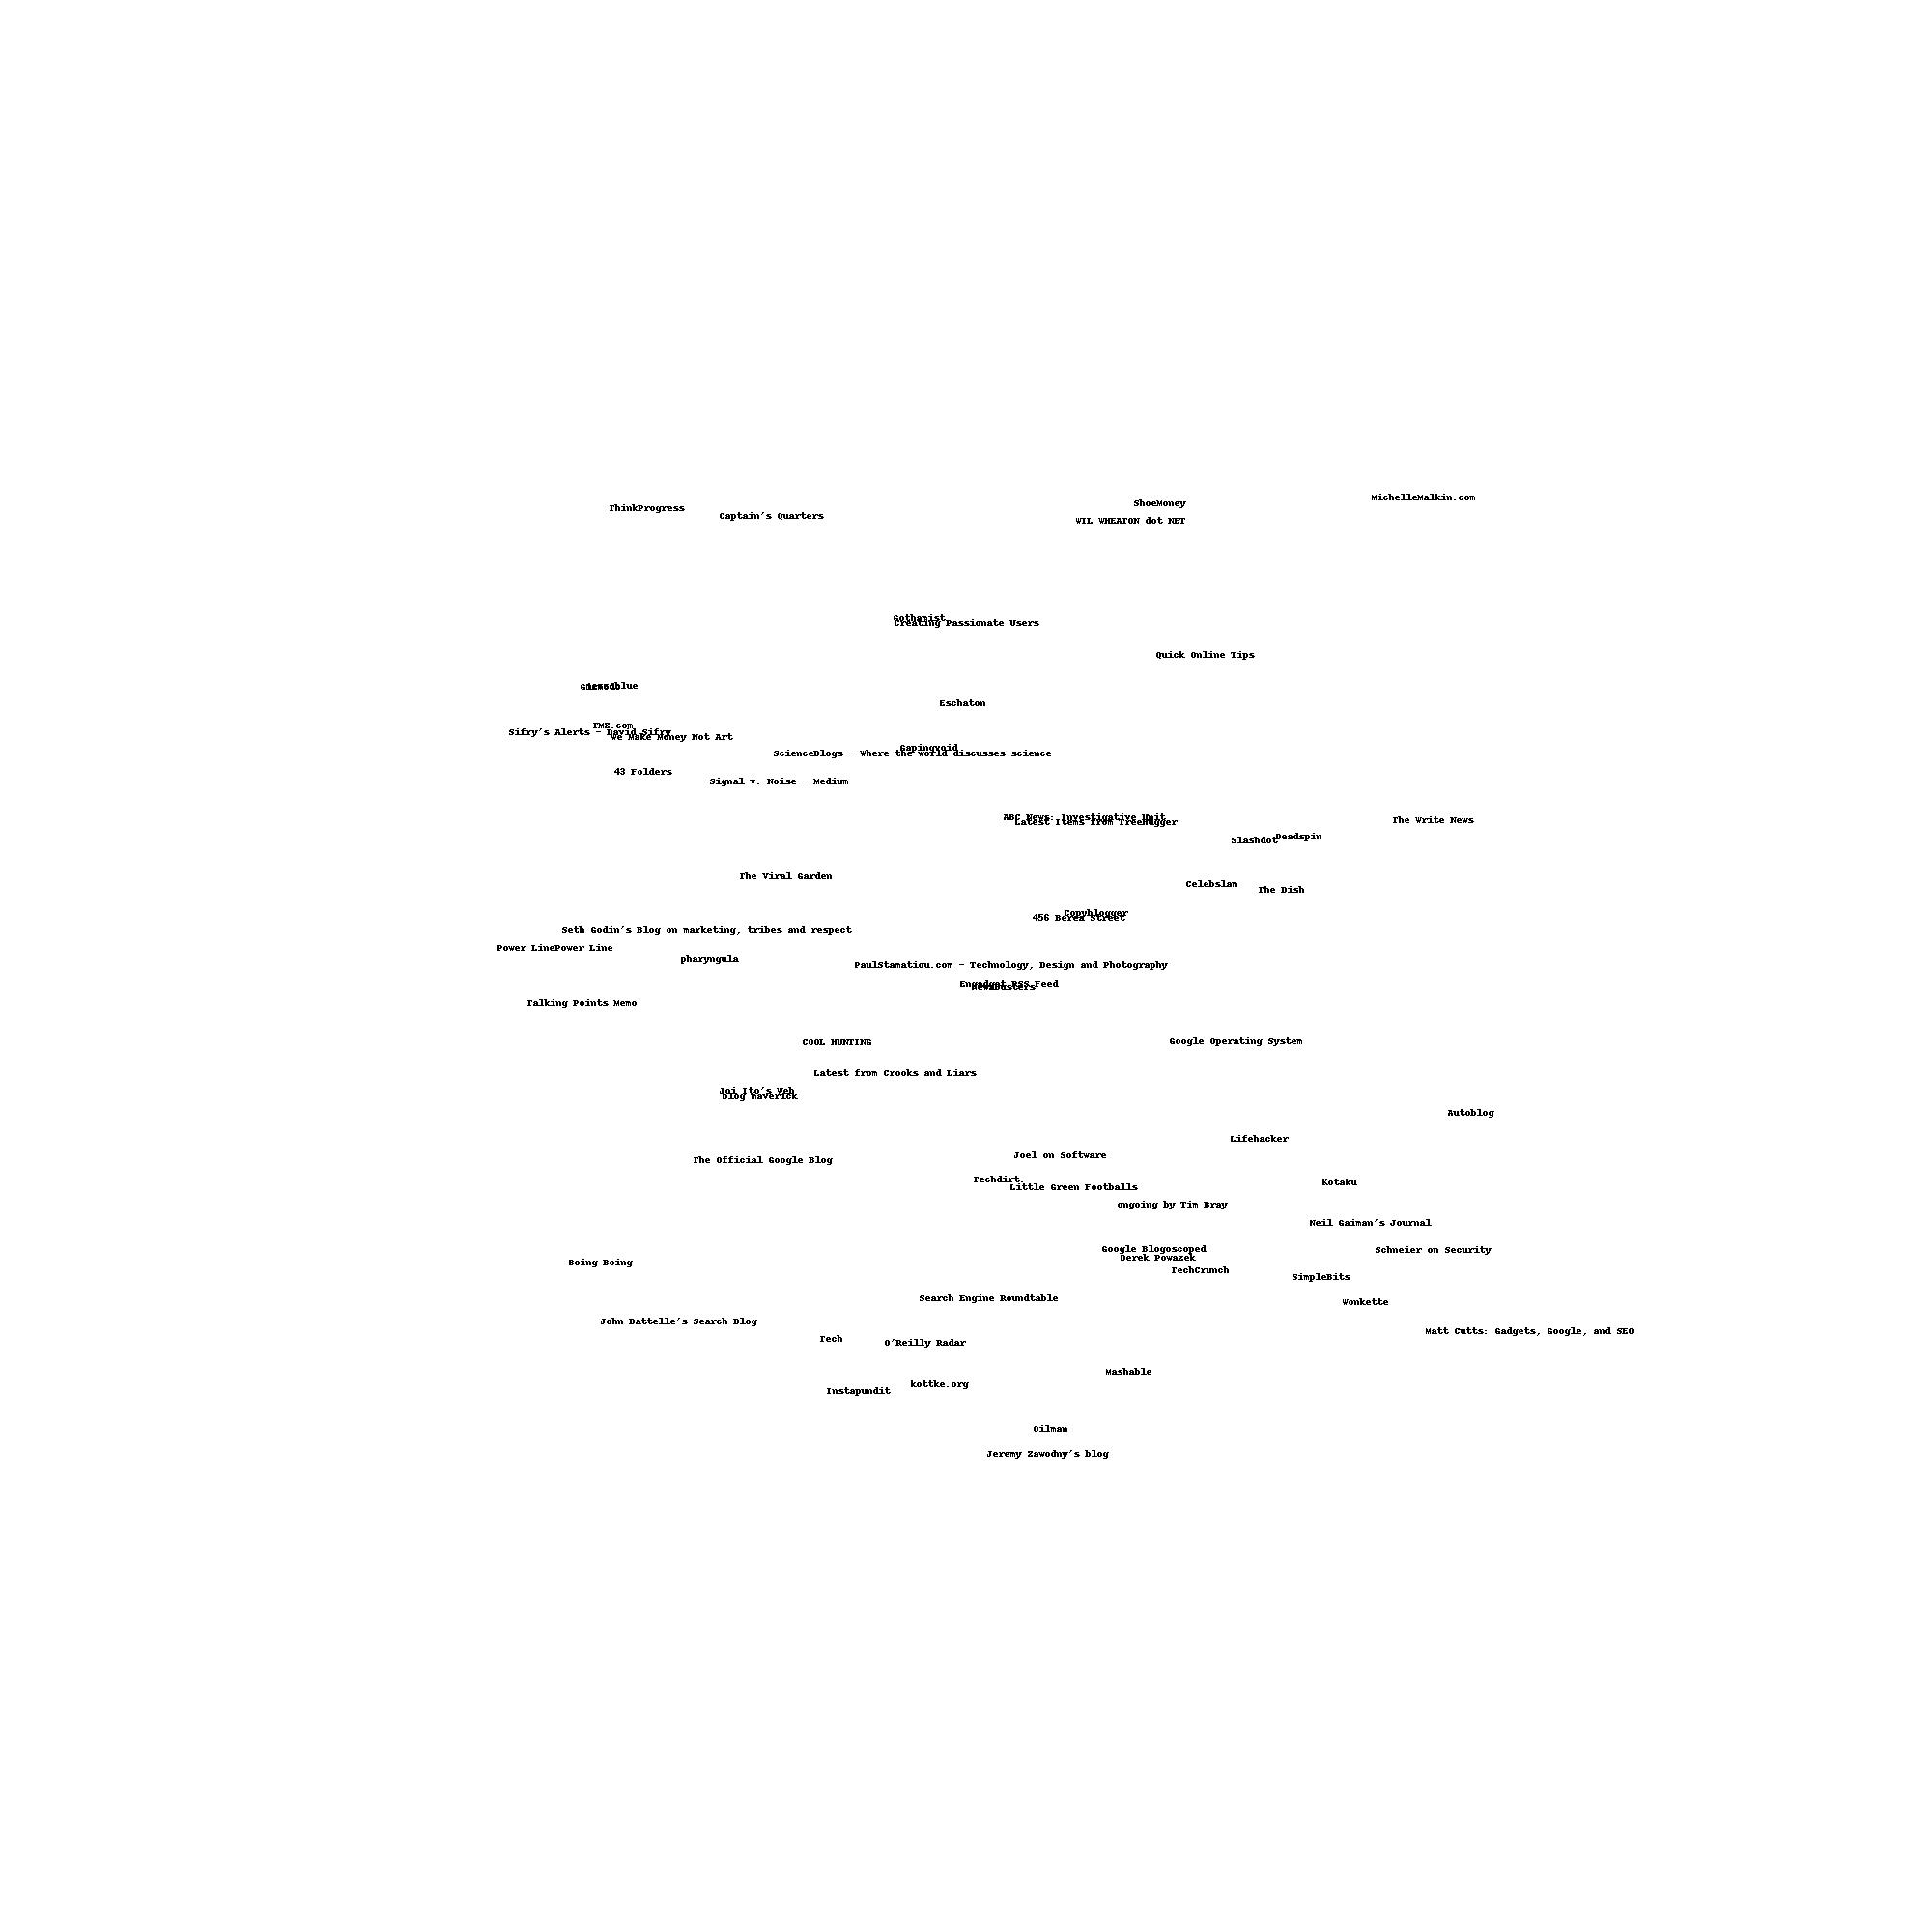 MichelleMalkin.com
ShoeMoney
ThinkProgress
Captain's Quarters
WIL WHEATON dot NET
Gothamist
Creating Passionate Users
Quick Online Tips
Eschaton
TMZ.com
Sifry's Alerts - David Sifry
We Make Money Not Art
Gapingvoid
ScienceBlogs - Where the world discusses science
43 Folders
Signal v. Noise - Medium
ABC News: Investigative Unit
Latest Items from TreeHugger
The Write News
Deadspin
Slashdot
The Viral Garden
Celebslam
The Dish
Copyblogger
456 Berea Street
Seth Godin's Blog on marketing, tribes and respect
Power LinePower Line
pharyngula
PaulStamatiou.com - Technology, Design and Photography
Engadget RSS Feed
NewsBusters
Talking Points Memo
Google Operating System
COOL HUNTING
Latest from Crooks and Liars
Joi Ito's Web
blog maverick
Autoblog
Lifehacker
Joel on Software
The Official Google Blog
Techdirt.
Kotaku
Little Green Footballs
ongoing by Tim Bray
Neil Gaiman's Journal
Google Blogoscoped
Schneier on Security
Derek Powazek
Boing Boing
TechCrunch
SimpleBits
Search Engine Roundtable
Wonkette
John Battelle's Search Blog
Matt Cutts: Gadgets, Google, and SEO
Tech
O'Reilly Radar
Mashable
kottke.org
Instapundit
Oilman
Jeremy Zawodny's blog